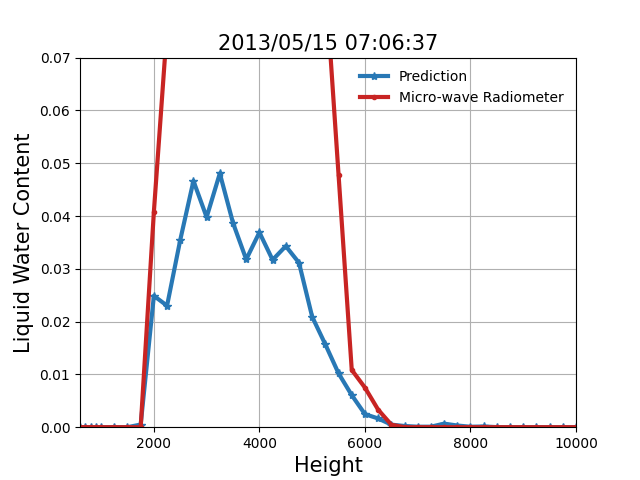 2013/05/15 07:06:37
0.07
0.06
0.05
0.04
0.03
0.02
0.01
0.00
Liquid Water Content
Prediction
Micro-wave Radiometer
2000 4000 6000 8000 10000
Height